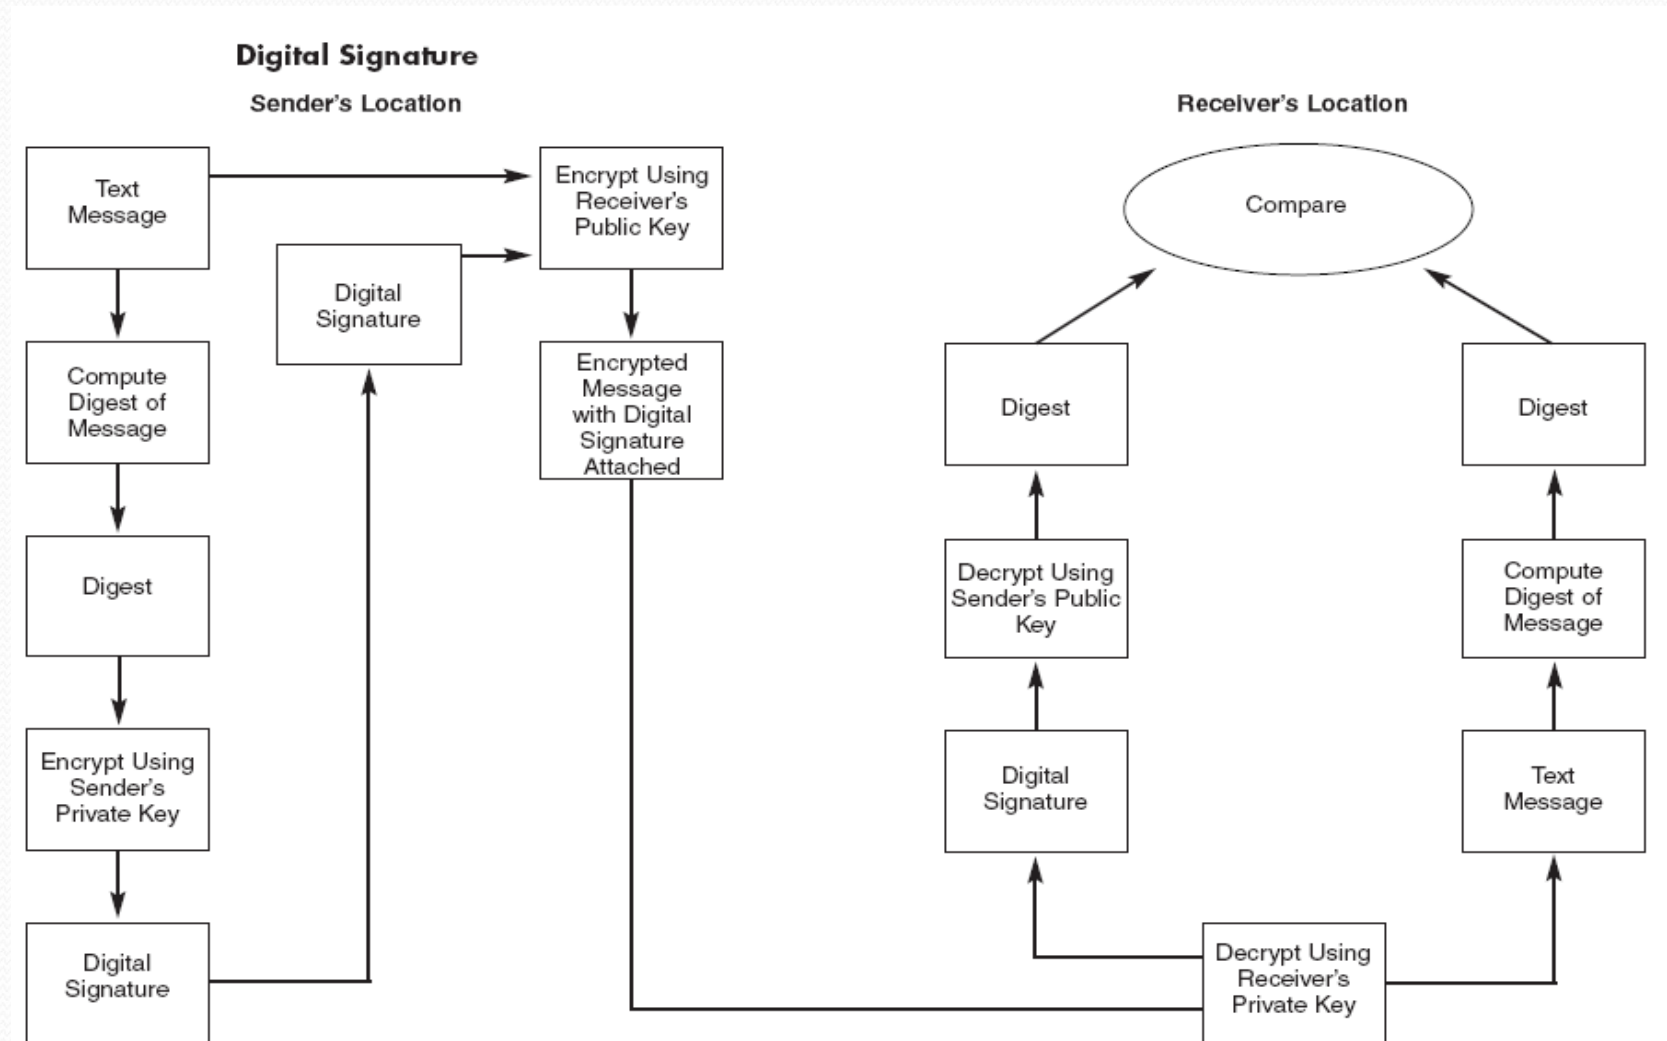 Digital Signature
Sender's Location
Text
Message
Compute
Digest of
Message
Digest
Encrypt Using
Sender's
Private Key
Digital
Signature
Digital
Signature
Encrypt Using
Receiver's
Public Key
Encrypted
Message
with Digital
Signature
Attached
Receiver's Location
Compare
Digest
Decrypt Using
Sender's Public
Key
Digital
Signature
Digest
Compute
Digest of
Message
Text
Message
Decrypt Using
Receiver's
Private Key